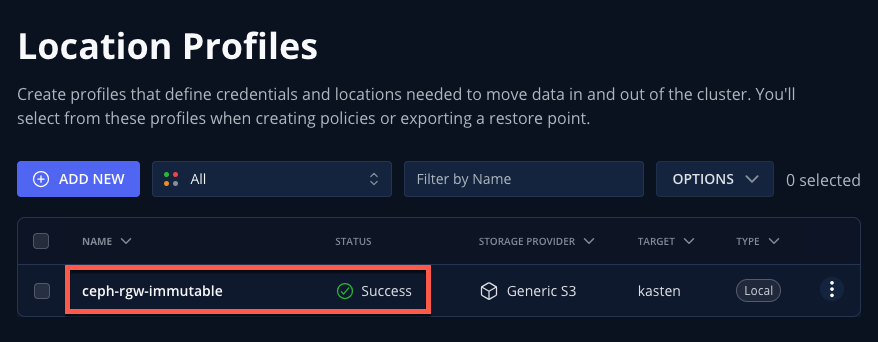 Location Profiles
Create profiles that define credentials and locations needed to move data in and out of the cluster. You'll
select from these profiles when creating policies or exporting a restore point.
ADD NEW All Filter by Name OPTIONS 0 selected
NAME STATUS STORAGE PROVIDER TARGET TYPE
ceph-rgw-immutable Success Generic S3 kasten Local